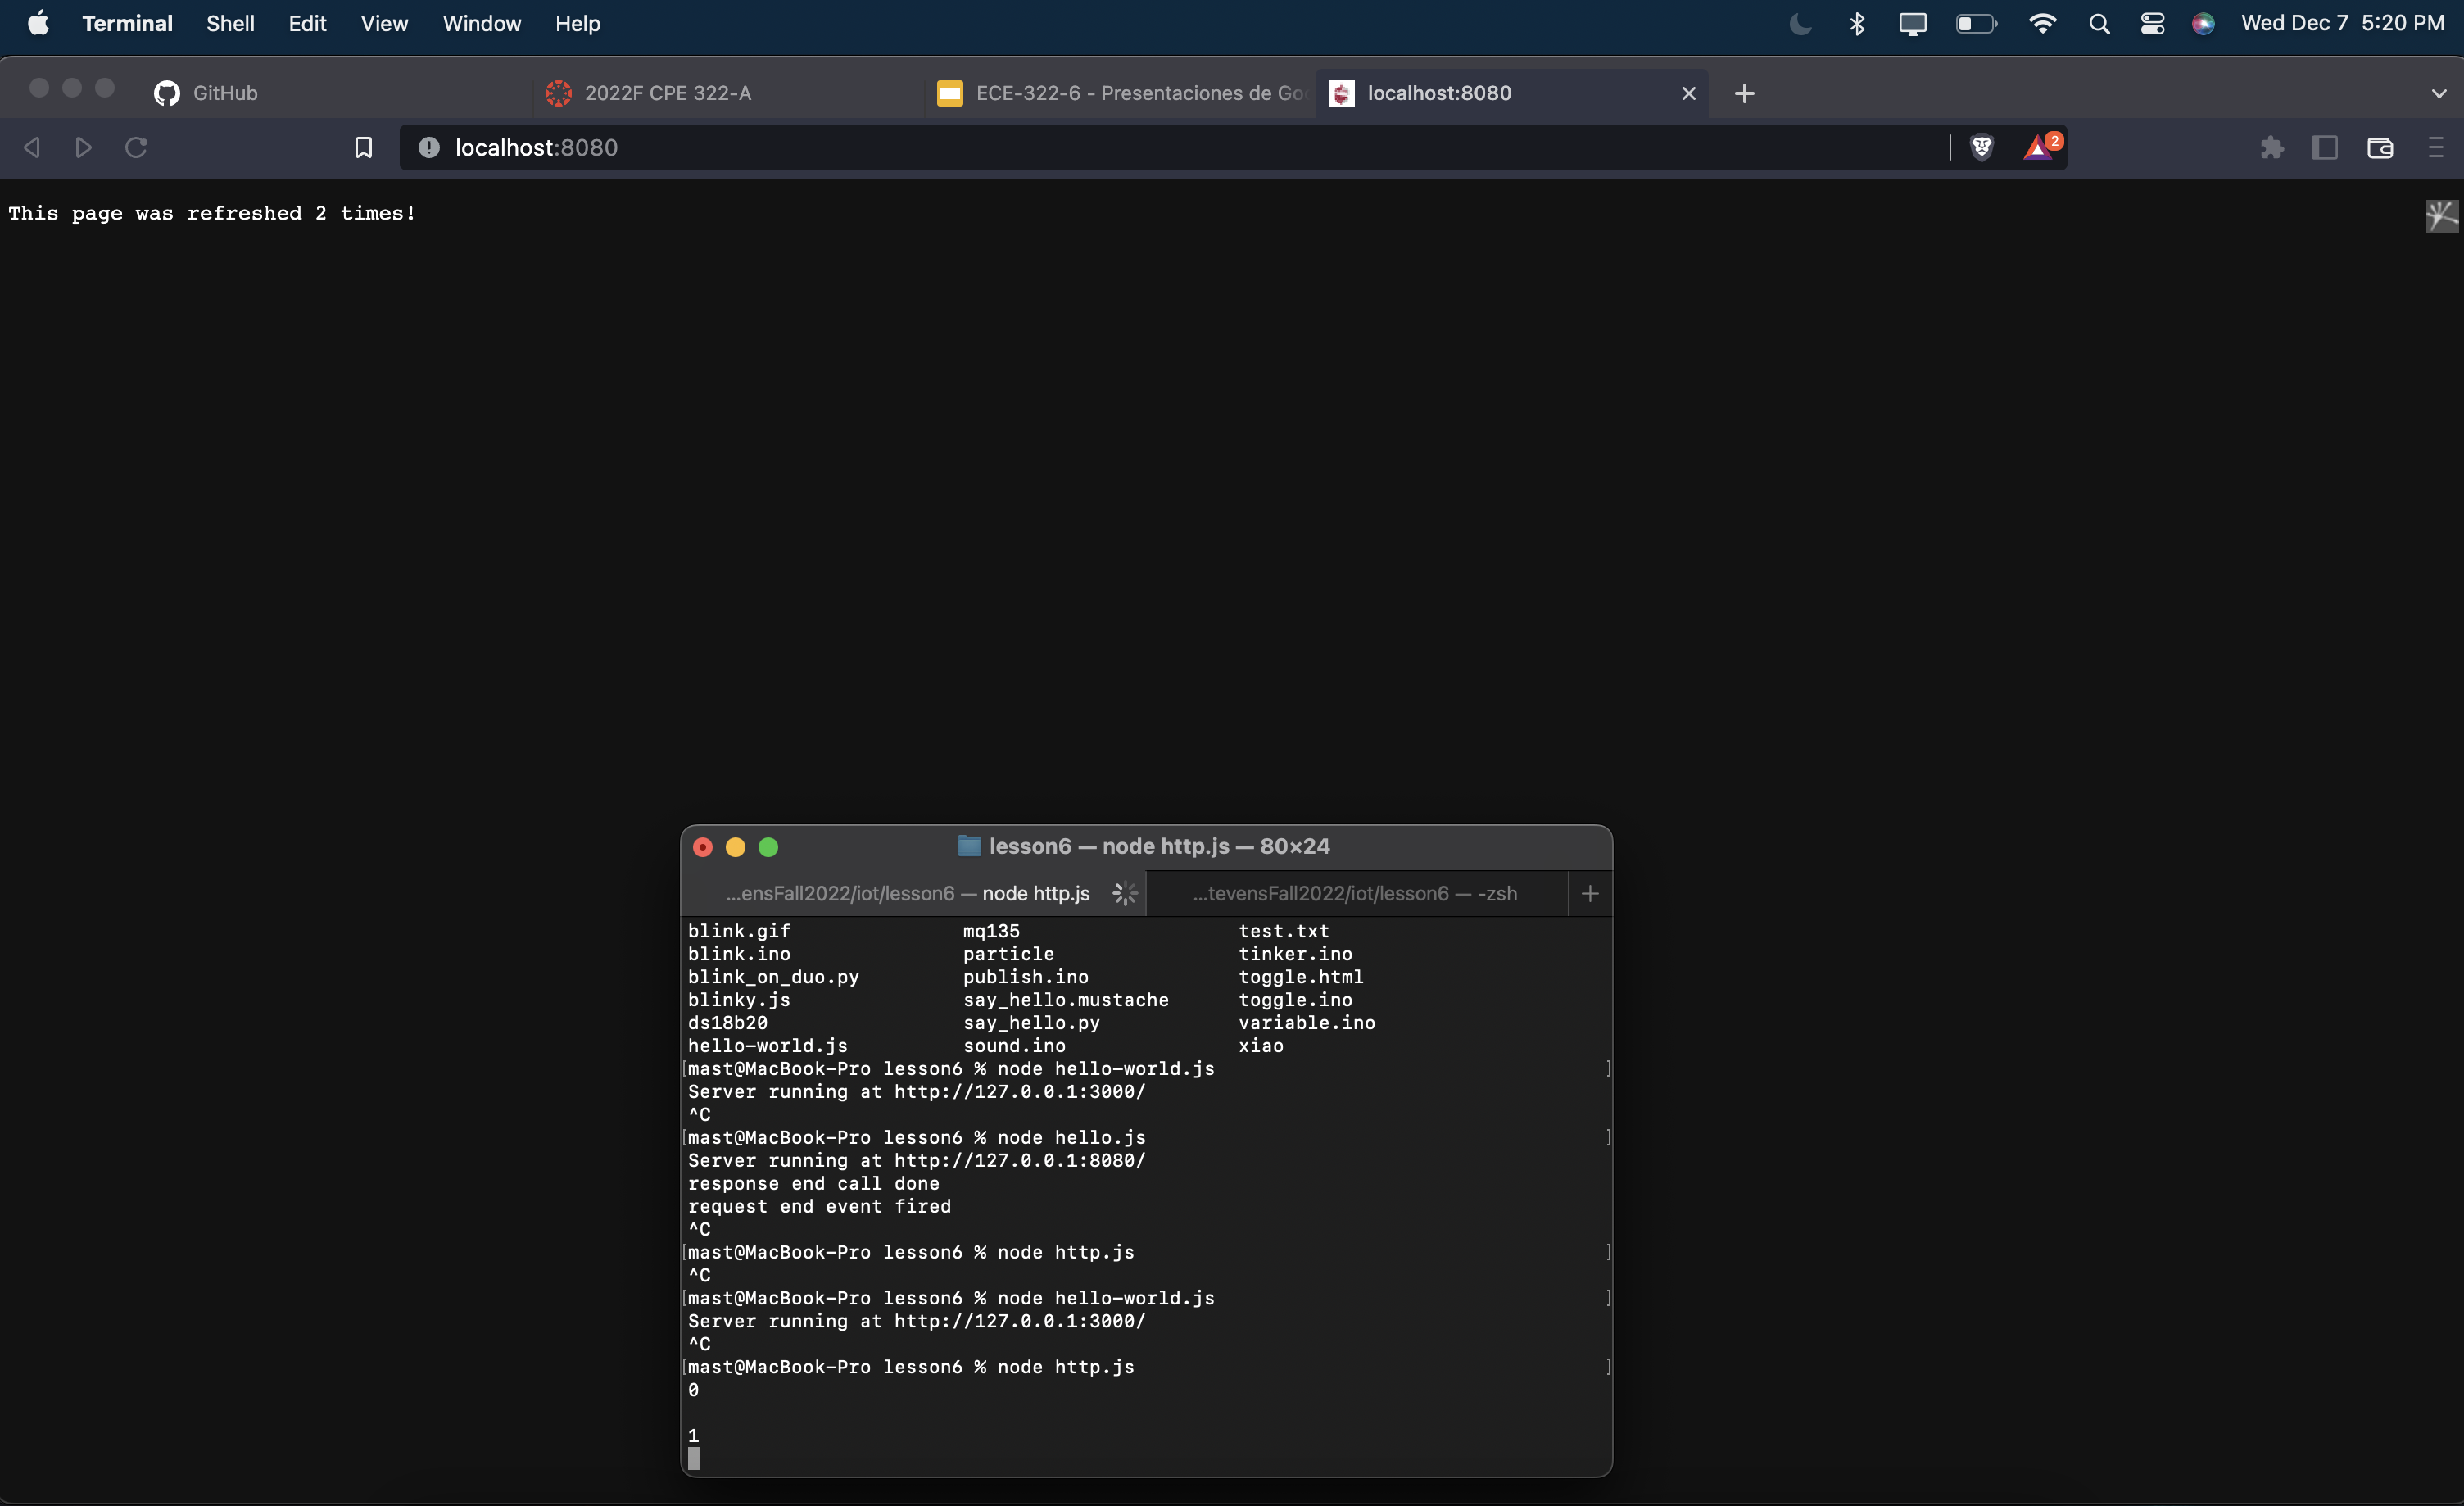 Terminal Shell Edit View Window Help Wed Dec 7 5:20 PM
GitHub 2022F CPE 322-A ECE-322-6 - Presentaciones de Goo localhost:8080
localhost:8080 2
This page was refreshed 2 times!
lesson6 — node http.js — 80×24
...ensFall2022/iot/lesson6 — node http.js ...tevensFall2022/iot/lesson6 — -zsh
blink.gif mq135 test.txt
blink.ino particle tinker.ino
blink_on_duo.py publish.ino toggle.html
blinky.js say_hello.mustache toggle.ino
ds18b20 say_hello.py variable.ino
hello-world.js sound.ino xiao
[mast@MacBook-Pro lesson6 % node hello-world.js ]
Server running at http://127.0.0.1:3000/
^C
[mast@MacBook-Pro lesson6 % node hello.js ]
Server running at http://127.0.0.1:8080/
response end call done
request end event fired
^C
[mast@MacBook-Pro lesson6 % node http.js ]
^C
[mast@MacBook-Pro lesson6 % node hello-world.js ]
Server running at http://127.0.0.1:3000/
^C
[mast@MacBook-Pro lesson6 % node http.js ]
0
1